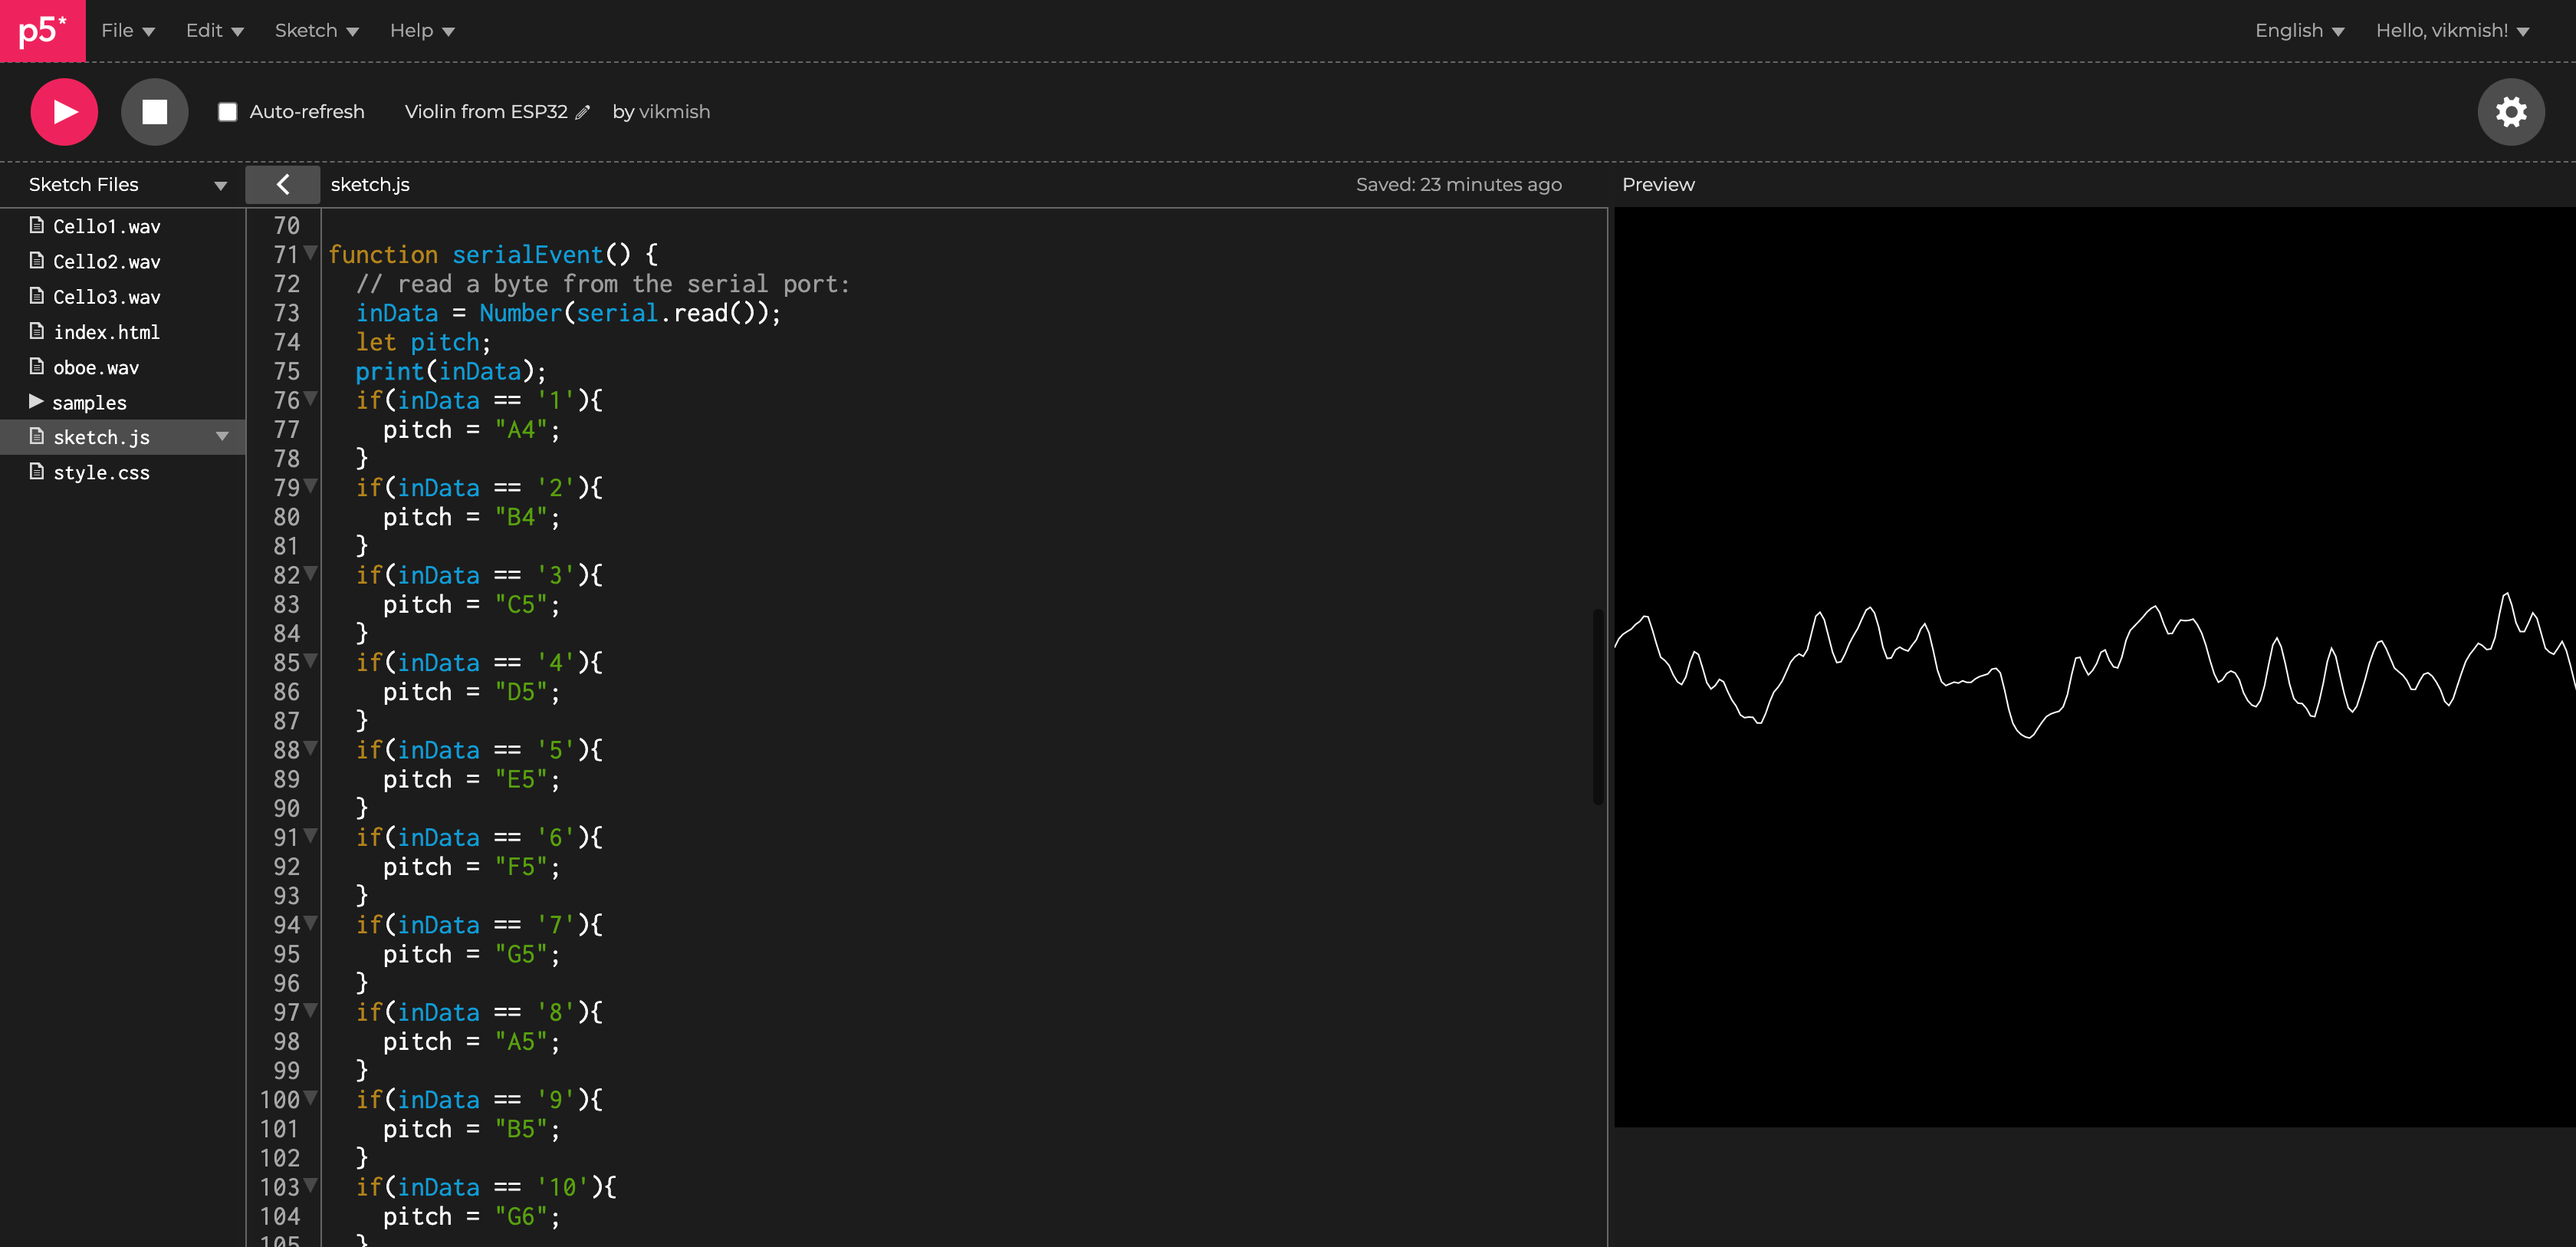 p5*
File Edit Sketch Help English Hello, vikmish!
Auto-refresh Violin from ESP32 by vikmish
Sketch Files sketch.js Saved: 23 minutes ago Preview
Cello1.wav
Cello2.wav
Cello3.wav
index.html
oboe.wav
samples
sketch.js
style.css
70
71 function serialEvent() {
72 // read a byte from the serial port:
73 inData = Number(serial.read());
74 let pitch;
75 print(inData);
76 if(inData == '1'){
77 pitch = "A4";
78 }
79 if(inData == '2'){
80 pitch = "B4";
81 }
82 if(inData == '3'){
83 pitch = "C5";
84 }
85 if(inData == '4'){
86 pitch = "D5";
87 }
88 if(inData == '5'){
89 pitch = "E5";
90 }
91 if(inData == '6'){
92 pitch = "F5";
93 }
94 if(inData == '7'){
95 pitch = "G5";
96 }
97 if(inData == '8'){
98 pitch = "A5";
99 }
100 if(inData == '9'){
101 pitch = "B5";
102 }
103 if(inData == '10'){
104 pitch = "G6";
105 }